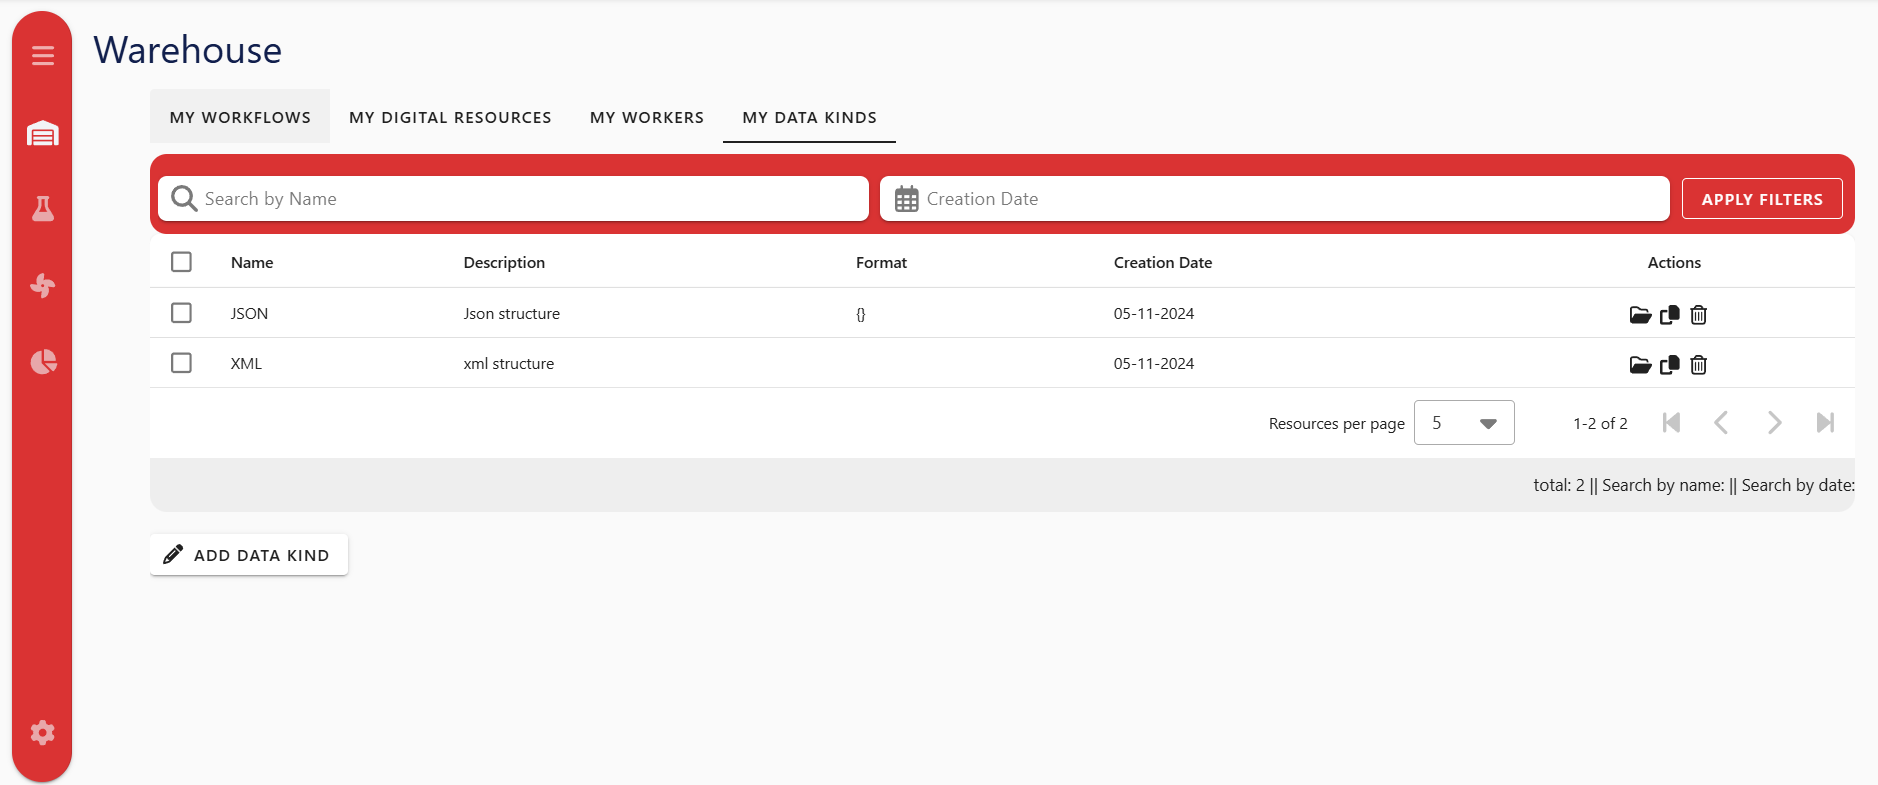 Warehouse
MY WORKFLOWS MY DIGITAL RESOURCES MY WORKERS MY DATA KINDS
Search by Name Creation Date APPLY FILTERS
Name Description Format Creation Date Actions
JSON Json structure {} 05-11-2024
XML xml structure 05-11-2024
Resources per page 5 1-2 of 2
total: 2 || Search by name: || Search by date:
ADD DATA KIND